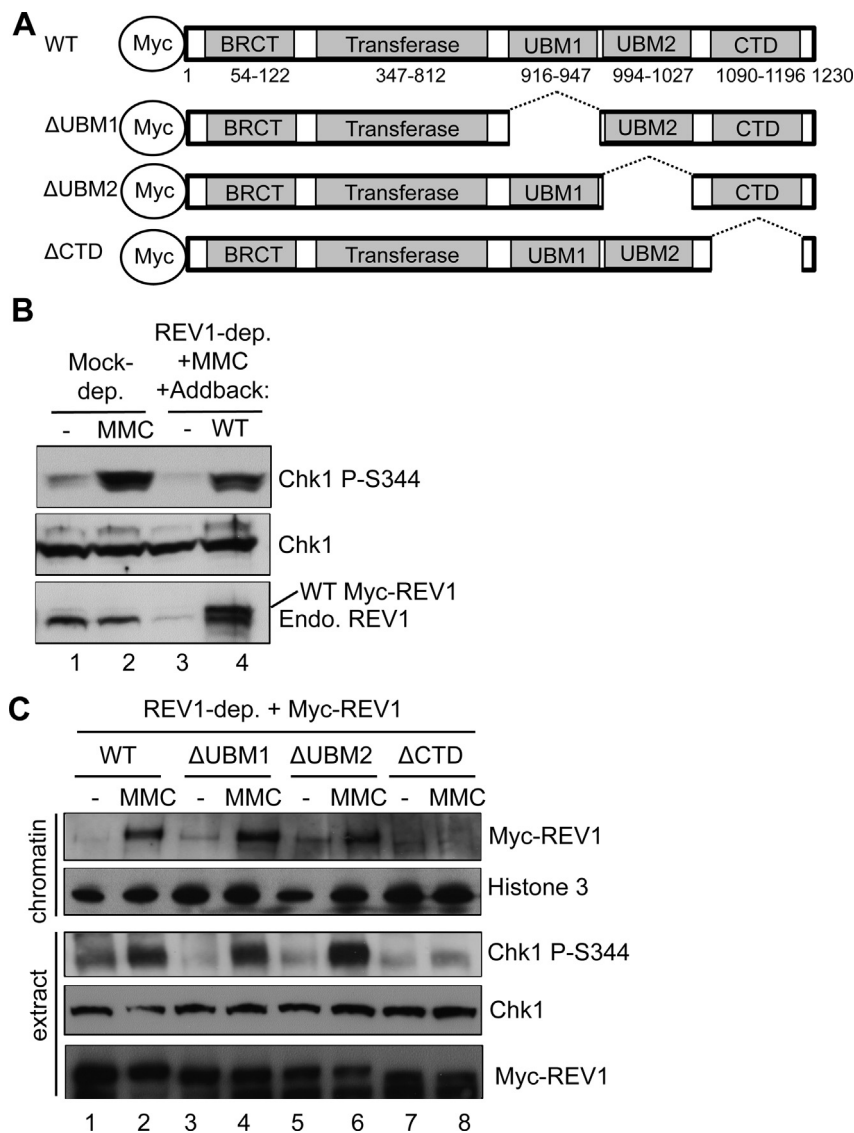 A
WT Myc BRCT Transferase UBM1 UBM2 CTD
1 54-122 347-812 916-947 994-1027 1090-1196 1230
ΔUBM1 Myc BRCT Transferase UBM2 CTD
ΔUBM2 Myc BRCT Transferase UBM1 CTD
ΔCTD Myc BRCT Transferase UBM1 UBM2
B
REV1-dep.
Mock- +MMC
dep. +Addback:
- MMC - WT
Chk1 P-S344
Chk1
WT Myc-REV1
Endo. REV1
1 2 3 4
C
REV1-dep. + Myc-REV1
WT ΔUBM1 ΔUBM2 ΔCTD
- MMC - MMC - MMC - MMC
chromatin
Myc-REV1
Histone 3
extract
Chk1 P-S344
Chk1
Myc-REV1
1 2 3 4 5 6 7 8